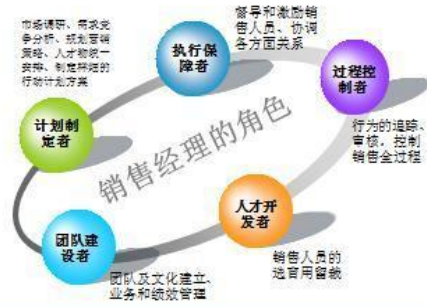 市场调研、需求竞
争分析、规划营销
策略、人才物统一
安排、制定详细的
行动计划方案
督导和激励销
售人员、协调
各方面关系
执行保
障者
过程控
制者
计划制
定者
行为的追踪、
审核，控制
销售全过程
销售经理的角色
人才开
发者
团队建
设者
销售人员的
选育用留裁
团队及文化建立、
业务和绩效管理